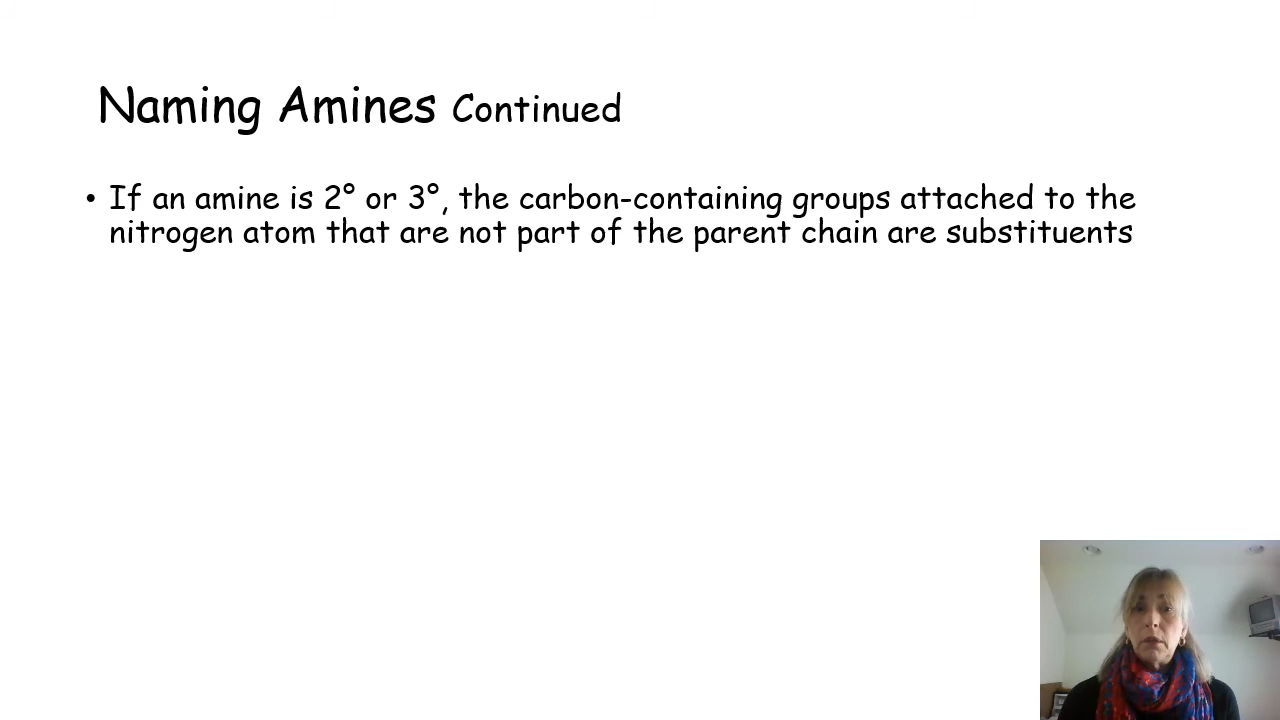 Naming Amines Continued
• If an amine is 2° or 3°, the carbon-containing groups attached to the
nitrogen atom that are not part of the parent chain are substituents